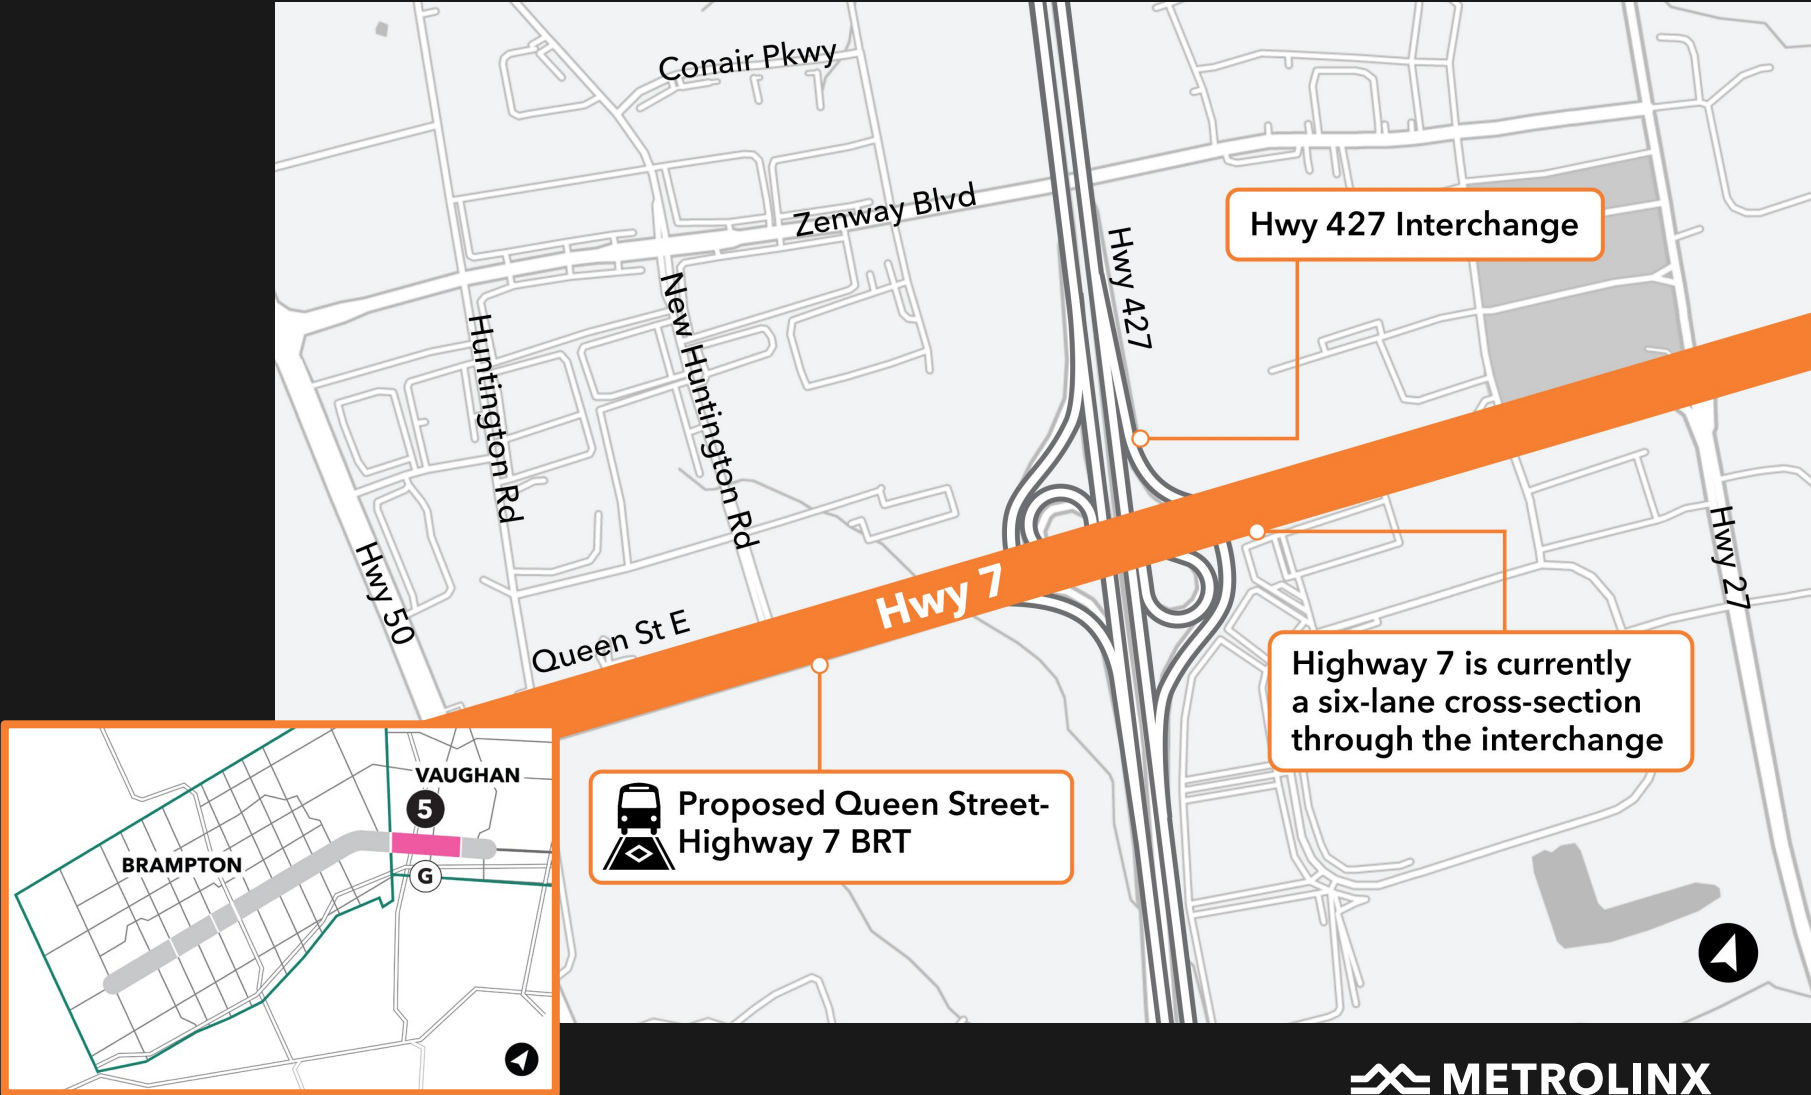 Conair Pkwy
Zenway Blvd
Hwy 427 Interchange
Hwy 427
New Huntington Rd
Huntington Rd
Hwy 50
Hwy 7
Queen St E
Hwy 27
Highway 7 is currently
a six-lane cross-section
through the interchange
Proposed Queen Street-
Highway 7 BRT
VAUGHAN
5
BRAMPTON
G
METROLINX